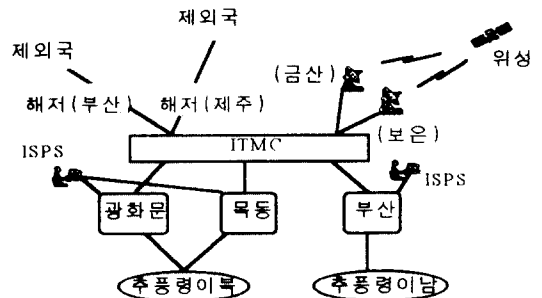 제외국
제외국
위성
(금산)
해저(부산) 해저(제주)
(보은)
ITMC
ISPS
ISPS
광화문 목동 부산
추풍령이북 추풍령이남